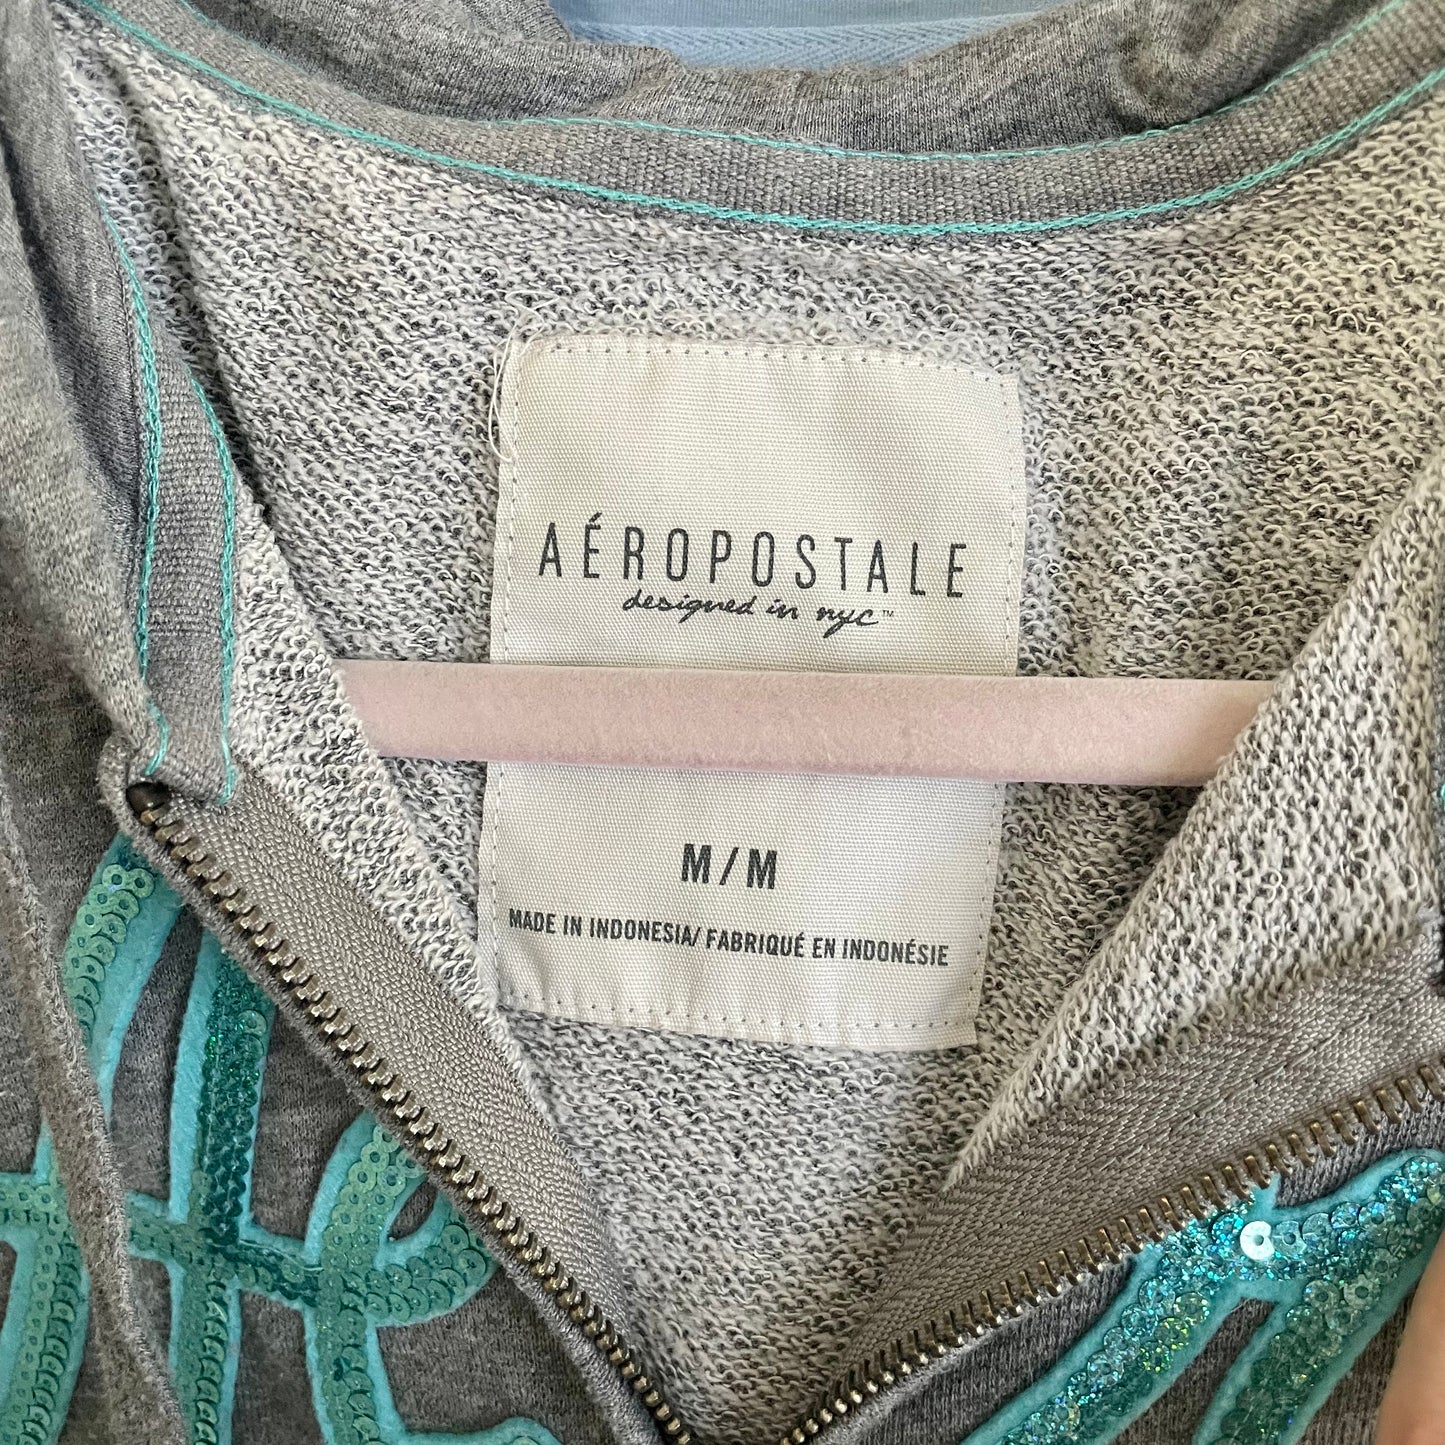 AÉROPOSTALE
designed in nyc™
M/M
MADE IN INDONESIA/ FABRIQUÉ EN INDONÉSIE